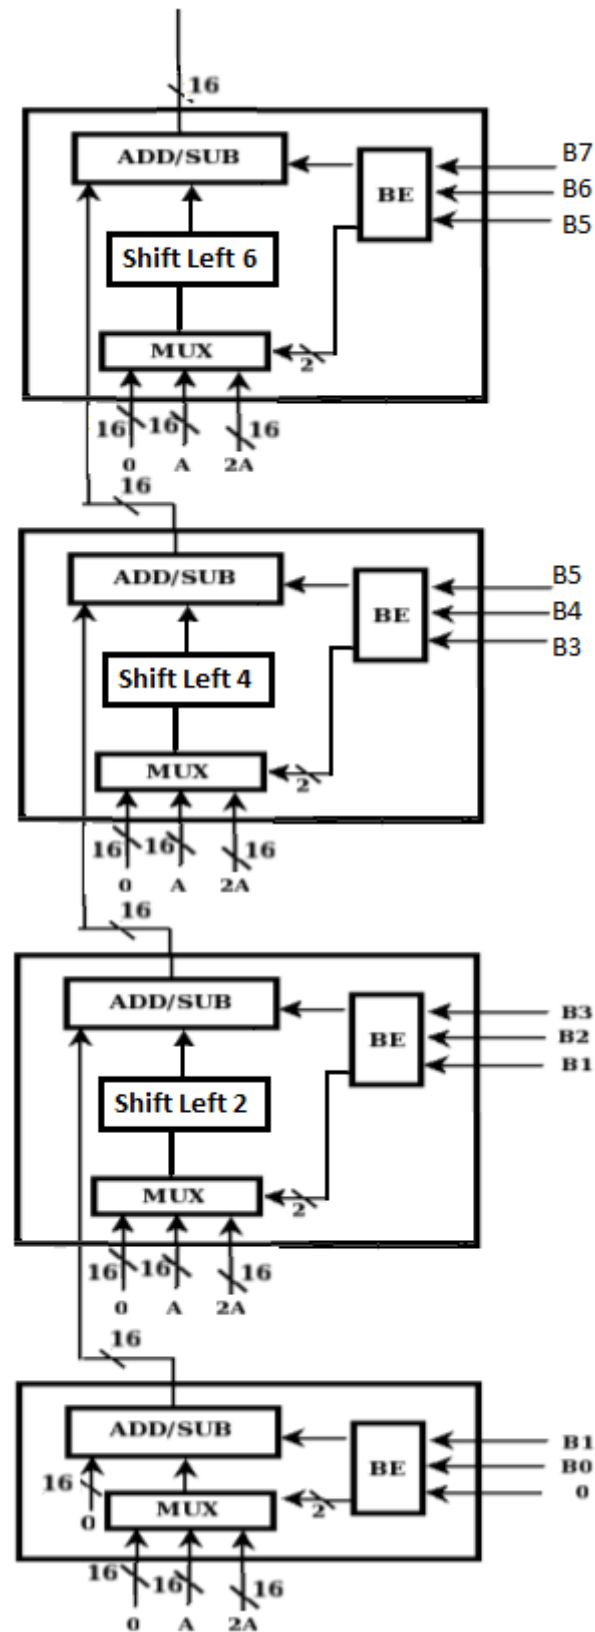 16
ADD/SUB
BE
B7
B6
B5
Shift Left 6
MUX
2
16 16 16
0 A 2A
16
ADD/SUB
BE
B5
B4
B3
Shift Left 4
MUX
2
16 16 16
0 A 2A
16
ADD/SUB
BE
B3
B2
B1
Shift Left 2
MUX
2
16 16 16
0 A 2A
16
ADD/SUB
BE
B1
B0
0
16
0
MUX
2
16 16 16
0 A 2A